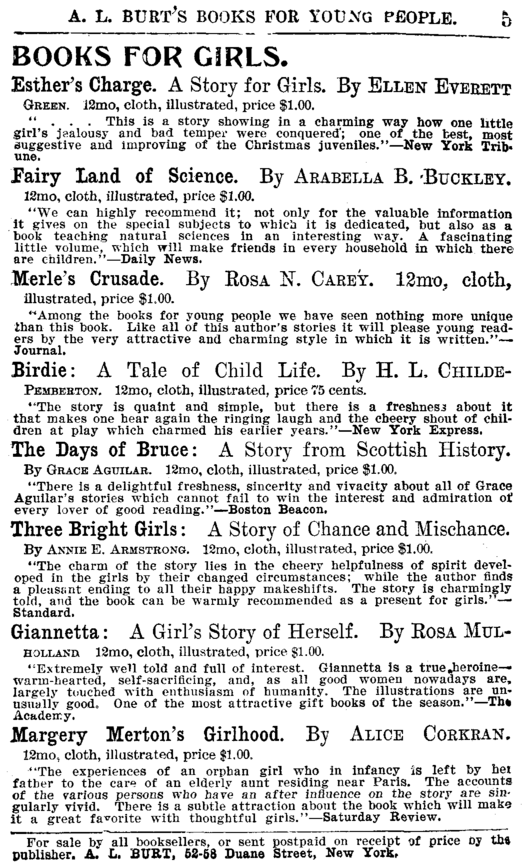 A. L. BURT'S BOOKS FOR YOUNG PEOPLE. 5
BOOKS FOR GIRLS.
Esther's Charge. A Story for Girls. By ELLEN EVERETT
GREEN. 12mo, cloth, illustrated, price $1.00.
" . . . This is a story showing in a charming way how one little
girl's jealousy and bad temper were conquered; one of the best, most
suggestive and improving of the Christmas juveniles."—New York Trib-
une.
Fairy Land of Science. By ARABELLA B. BUCKLEY.
12mo, cloth, illustrated, price $1.00.
"We can highly recommend it; not only for the valuable information
it gives on the special subjects to which it is dedicated, but also as a
book teaching natural sciences in an interesting way. A fascinating
little volume, which will make friends in every household in which there
are children."—Daily News.
Merle's Crusade. By ROSA N. CAREY. 12mo, cloth,
illustrated, price $1.00.
"Among the books for young people we have seen nothing more unique
than this book. Like all of this author's stories it will please young read-
ers by the very attractive and charming style in which it is written."—
Journal.
Birdie: A Tale of Child Life. By H. L. CHILDE-
PEMBERTON. 12mo, cloth, illustrated, price 75 cents.
"The story is quaint and simple, but there is a freshness about it
that makes one hear again the ringing laugh and the cheery shout of chil-
dren at play which charmed his earlier years."—New York Express.
The Days of Bruce: A Story from Scottish History.
By GRACE AGUILAR. 12mo, cloth, illustrated, price $1.00.
"There is a delightful freshness, sincerity and vivacity about all of Grace
Aguilar's stories which cannot fail to win the interest and admiration of
every lover of good reading."—Boston Beacon.
Three Bright Girls: A Story of Chance and Mischance.
By ANNIE E. ARMSTRONG. 12mo, cloth, illustrated, price $1.00.
"The charm of the story lies in the cheery helpfulness of spirit devel-
oped in the girls by their changed circumstances; while the author finds
a pleasant ending to all their happy makeshifts. The story is charmingly
told, and the book can be warmly recommended as a present for girls."—
Standard.
Giannetta: A Girl's Story of Herself. By ROSA MUL-
HOLLAND. 12mo, cloth, illustrated, price $1.00.
"Extremely well told and full of interest. Giannetta is a true heroine—
warm-hearted, self-sacrificing, and, as all good women nowadays are,
largely touched with enthusiasm of humanity. The illustrations are un-
usually good. One of the most attractive gift books of the season."—The
Academy.
Margery Merton's Girlhood. By ALICE CORKRAN.
12mo, cloth, illustrated, price $1.00.
"The experiences of an orphan girl who in infancy is left by her
father to the care of an elderly aunt residing near Paris. The accounts
of the various persons who have an after influence on the story are sin-
gularly vivid. There is a subtle attraction about the book which will make
it a great favorite with thoughtful girls."—Saturday Review.
For sale by all booksellers, or sent postpaid on receipt of price by the
publisher, A. L. BURT, 52-58 Duane Street, New York.